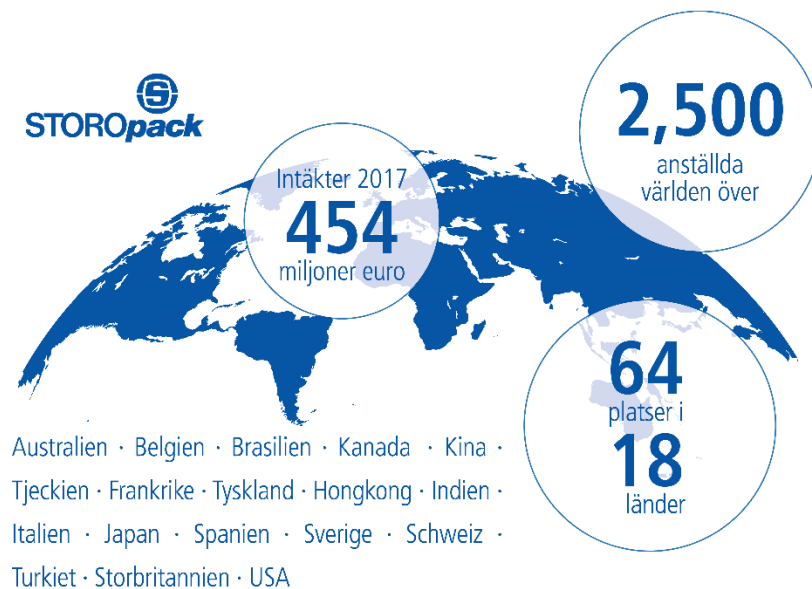 STOROpack
2,500
anställda
världen över
Intäkter 2017
454
miljoner euro
64
platser i
18
länder
Australien · Belgien · Brasilien · Kanada · Kina ·
Tjeckien · Frankrike · Tyskland · Hongkong · Indien ·
Italien · Japan · Spanien · Sverige · Schweiz ·
Turkiet · Storbritannien · USA